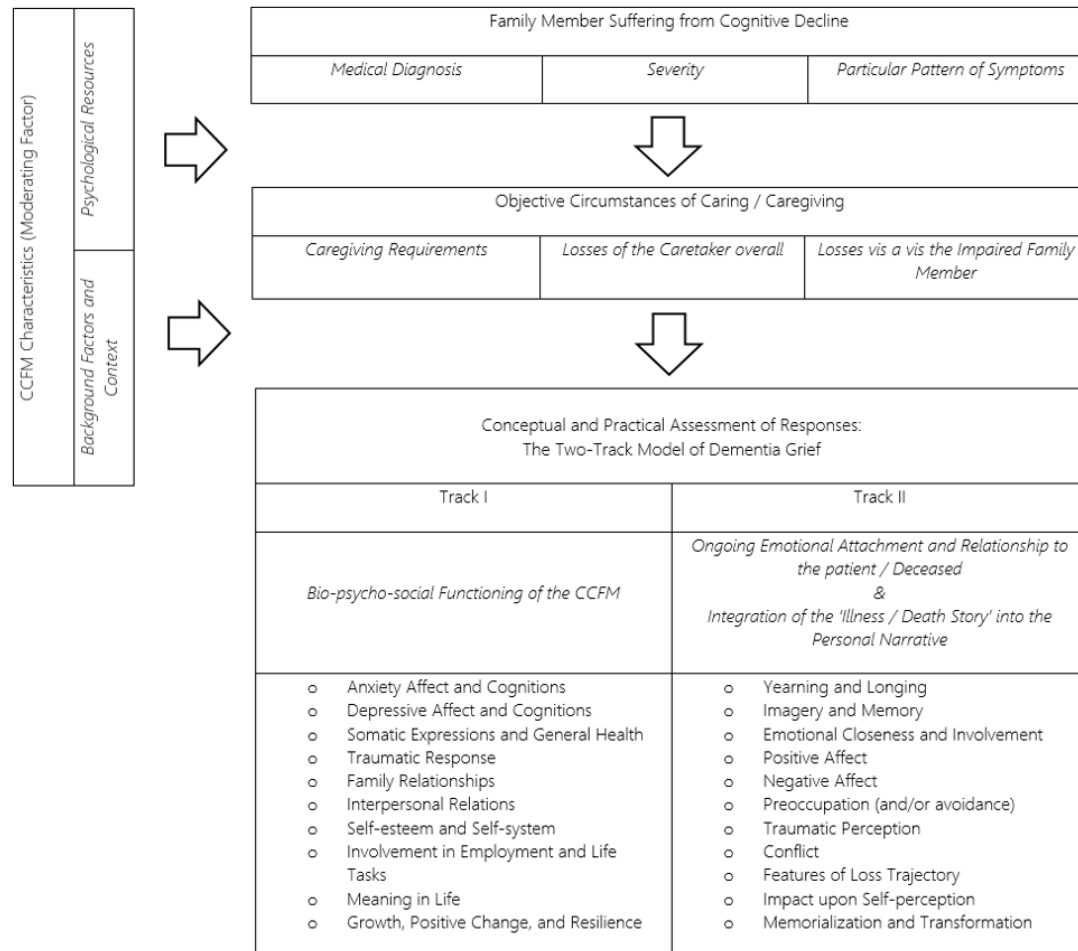 CCFM Characteristics (Moderating Factor)
Psychological Resources
Background Factors and
Context
Family Member Suffering from Cognitive Decline
Medical Diagnosis
Severity
Particular Pattern of Symptoms
Objective Circumstances of Caring / Caregiving
Caregiving Requirements
Losses of the Caretaker overall
Losses vis a vis the Impaired Family
Member
Conceptual and Practical Assessment of Responses:
The Two-Track Model of Dementia Grief
Track I
Track II
Bio-psycho-social Functioning of the CCFM
Ongoing Emotional Attachment and Relationship to
the patient / Deceased
&
Integration of the 'Illness / Death Story' into the
Personal Narrative
o Anxiety Affect and Cognitions
o Depressive Affect and Cognitions
o Somatic Expressions and General Health
o Traumatic Response
o Family Relationships
o Interpersonal Relations
o Self-esteem and Self-system
o Involvement in Employment and Life
Tasks
o Meaning in Life
o Growth, Positive Change, and Resilience
o Yearning and Longing
o Imagery and Memory
o Emotional Closeness and Involvement
o Positive Affect
o Negative Affect
o Preoccupation (and/or avoidance)
o Traumatic Perception
o Conflict
o Features of Loss Trajectory
o Impact upon Self-perception
o Memorialization and Transformation